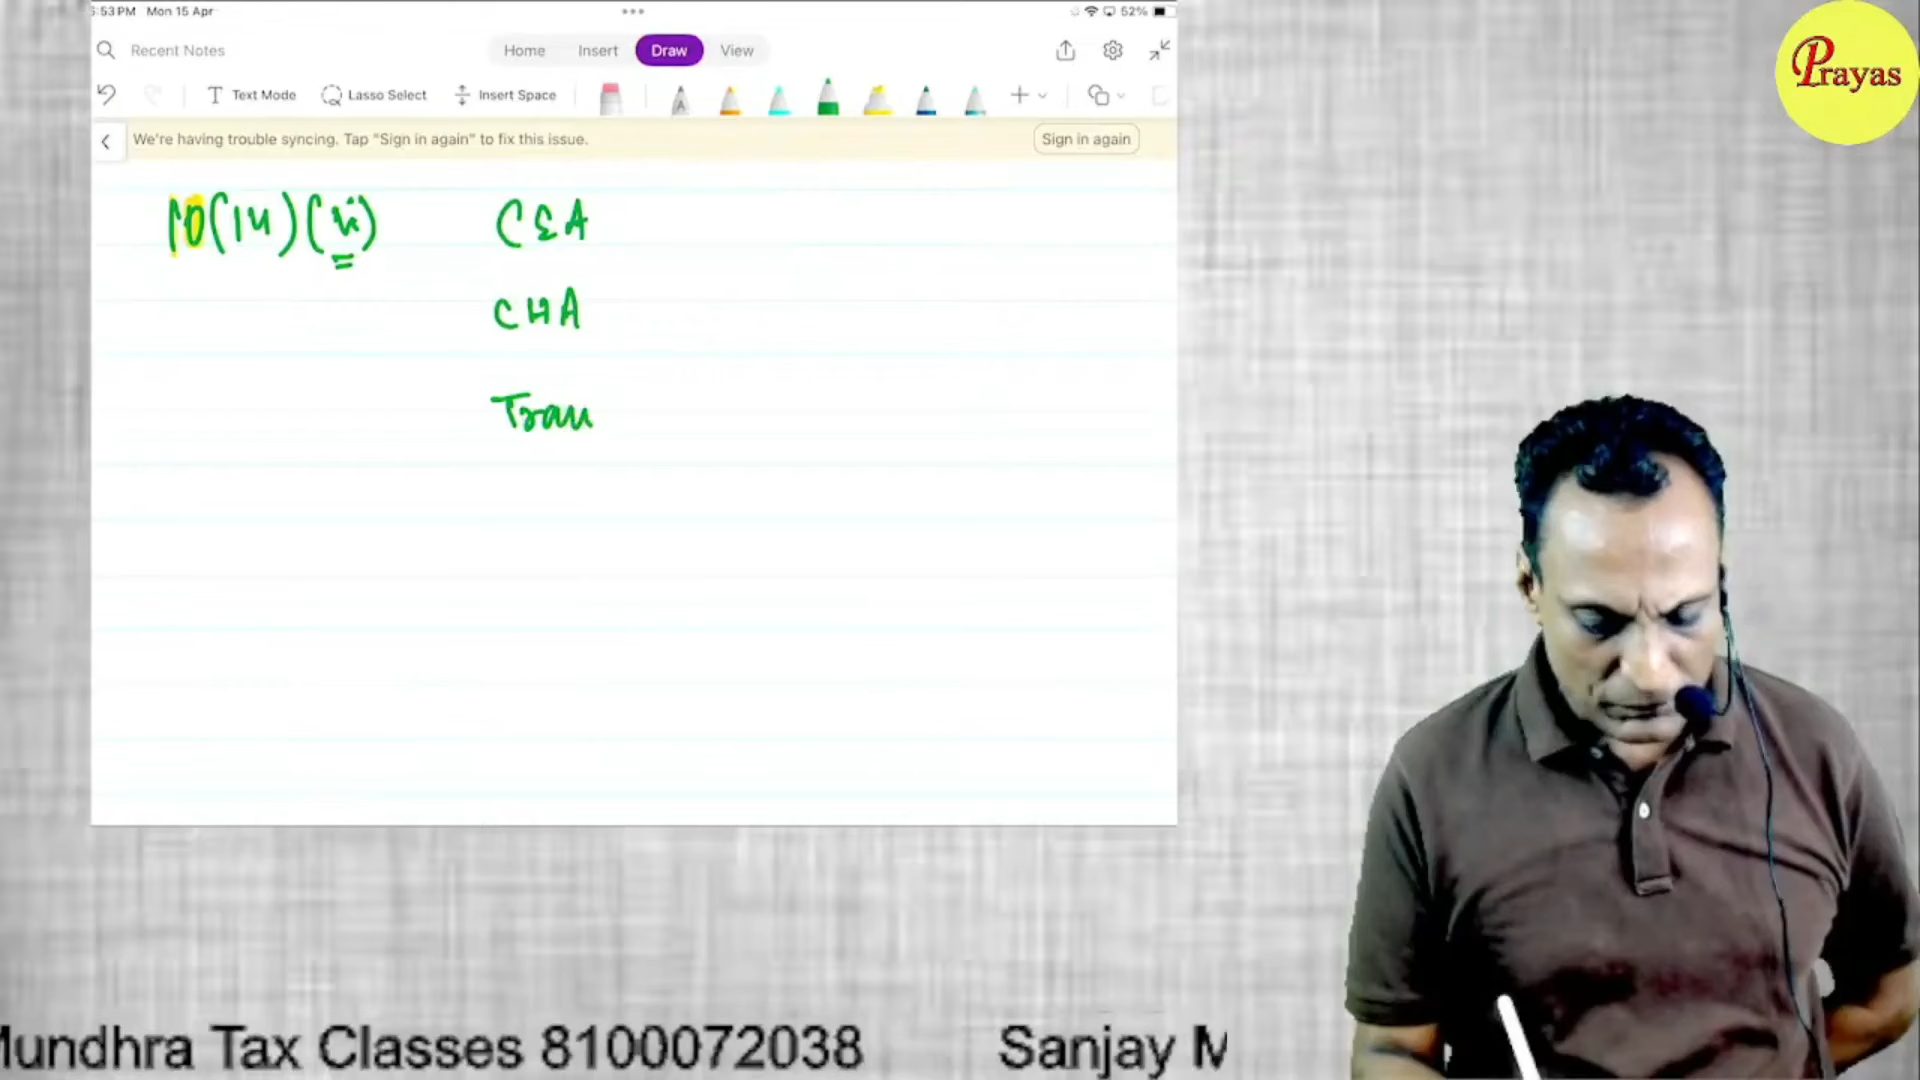 5:53 PM Mon 15 Apr
52%
Recent Notes
Home Insert Draw View
Text Mode Lasso Select Insert Space
A
We're having trouble syncing. Tap "Sign in again" to fix this issue.
Sign in again
10(14)(ii) CEA
CHA
Tran
Prayas
Mundhra Tax Classes 8100072038 Sanjay M